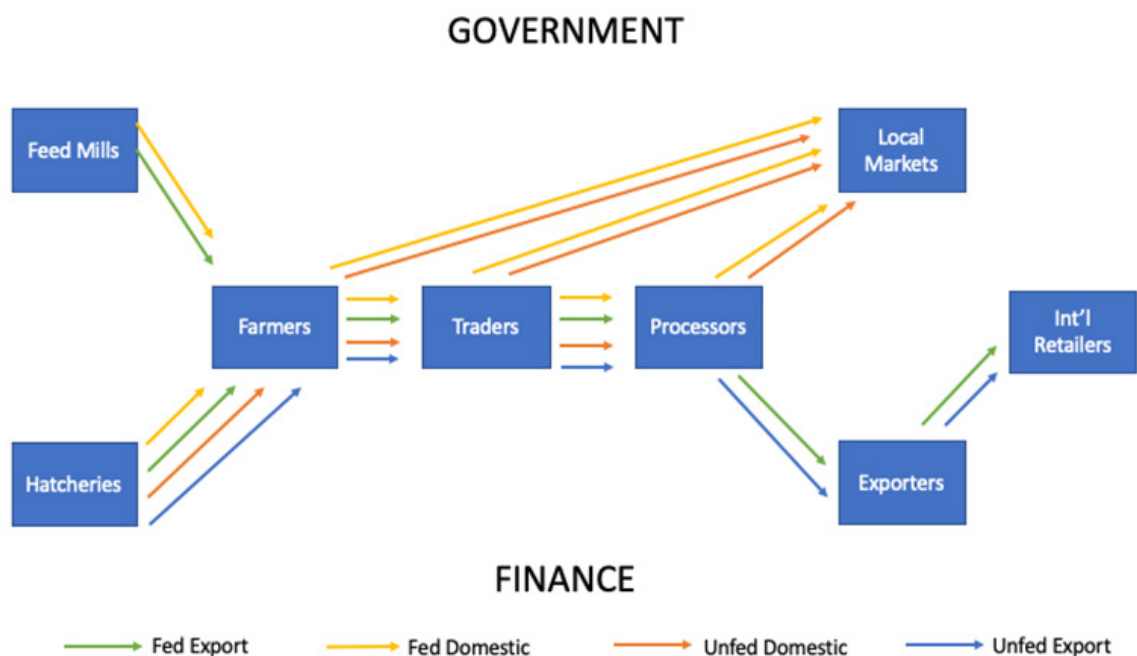 GOVERNMENT
Feed Mills
Local
Markets
Farmers
Traders
Processors
Int'l
Retailers
Hatcheries
Exporters
FINANCE
Fed Export
Fed Domestic
Unfed Domestic
Unfed Export